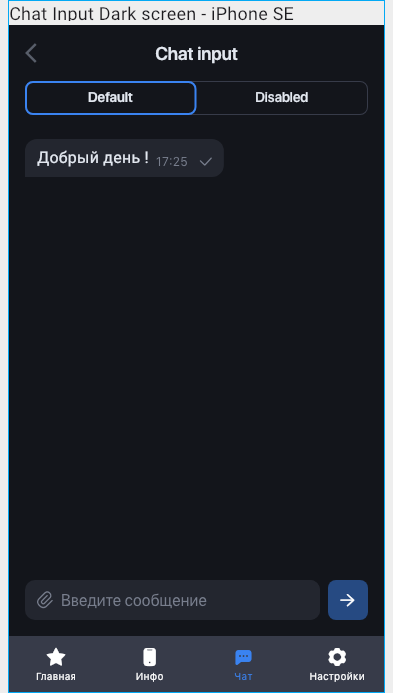 Chat Input Dark screen - iPhone SE
Chat input
Default Disabled
Добрый день ! 17:25
Введите сообщение
Главная Инфо Чат Настройки